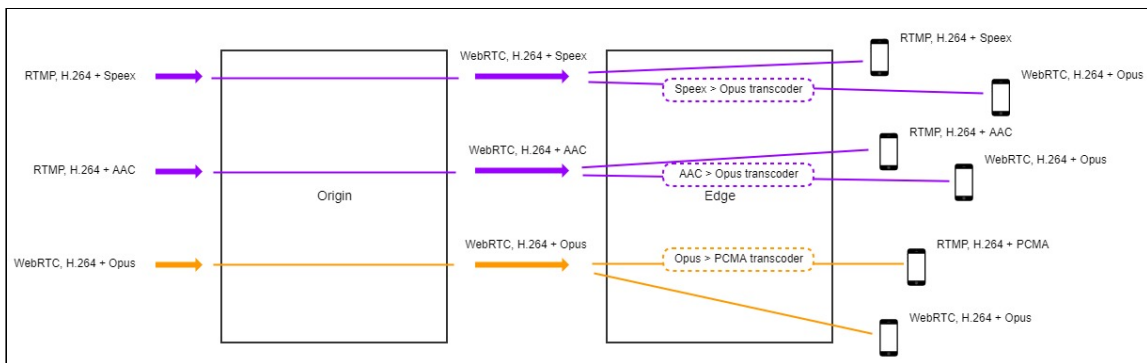 RTMP, H.264 + Speex
WebRTC, H.264 + Speex
RTMP, H.264 + Speex
Speex > Opus transcoder
WebRTC, H.264 + Opus
RTMP, H.264 + AAC
WebRTC, H.264 + AAC
RTMP, H.264 + AAC
AAC > Opus transcoder
WebRTC, H.264 + Opus
Origin
Edge
WebRTC, H.264 + Opus
WebRTC, H.264 + Opus
Opus > PCMA transcoder
RTMP, H.264 + PCMA
WebRTC, H.264 + Opus